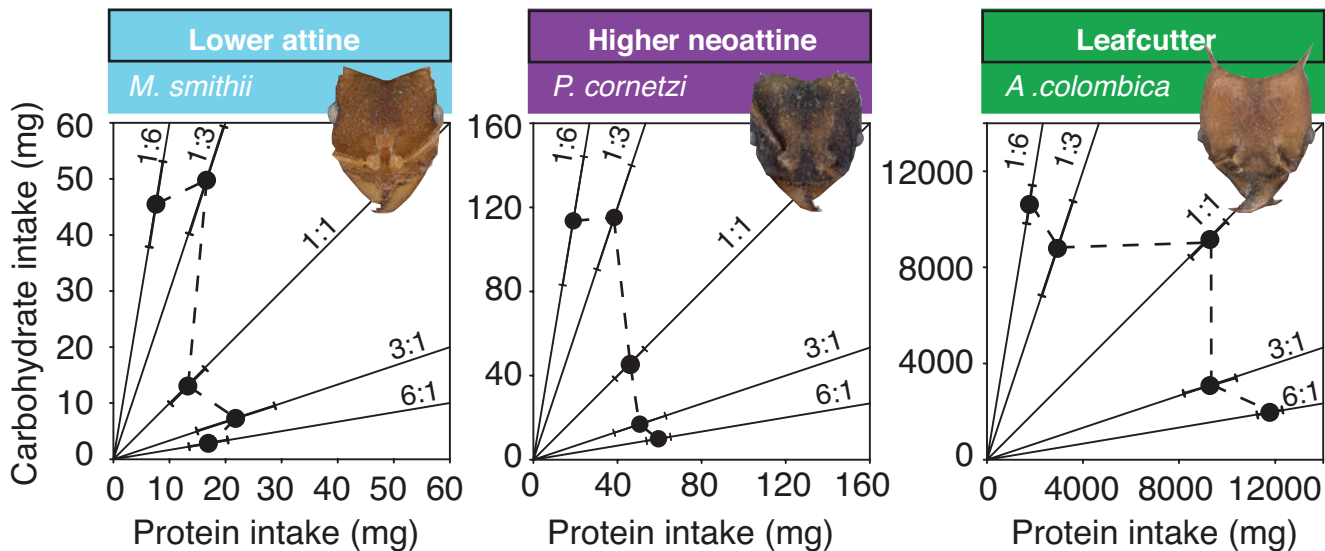 Lower attine
M. smithii
Higher neoattine
P. cornetzi
Leafcutter
A .colombica
Carbohydrate intake (mg)
60
50
40
30
20
10
0
1:6
1:3
1:1
3:1
6:1
0 10 20 30 40 50 60
Protein intake (mg)
160
120
80
40
0
1:6
1:3
1:1
3:1
6:1
0 40 80 120 160
Protein intake (mg)
12000
8000
4000
0
1:6
1:3
1:1
3:1
6:1
0 4000 8000 12000
Protein intake (mg)